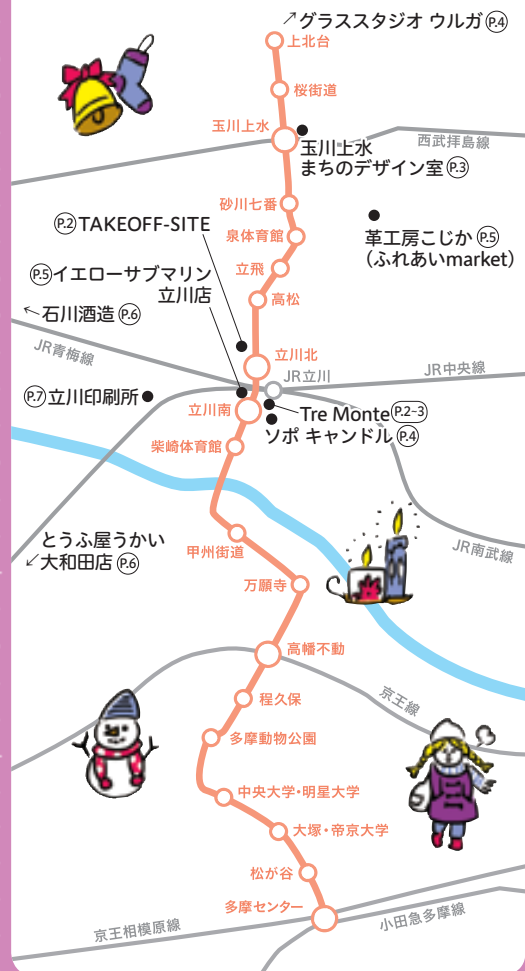 ↗グラススタジオ ウルガ P.4
上北台
桜街道
玉川上水
西武拝島線
玉川上水
まちのデザイン室 P.3
砂川七番
P.2 TAKEOFF-SITE
泉体育館
革工房こじか P.5
（ふれあいmarket）
P.5 イエローサブマリン
立川店
立飛
高松
←石川酒造 P.6
JR青梅線
立川北
JR立川
JR中央線
P.7 立川印刷所
立川南
Tre Monte P.2-3
ソポ キャンドル P.4
柴崎体育館
とうふ屋うかい
↙大和田店 P.6
甲州街道
JR南武線
万願寺
高幡不動
京王線
程久保
多摩動物公園
中央大学・明星大学
大塚・帝京大学
松が谷
多摩センター
京王相模原線
小田急多摩線